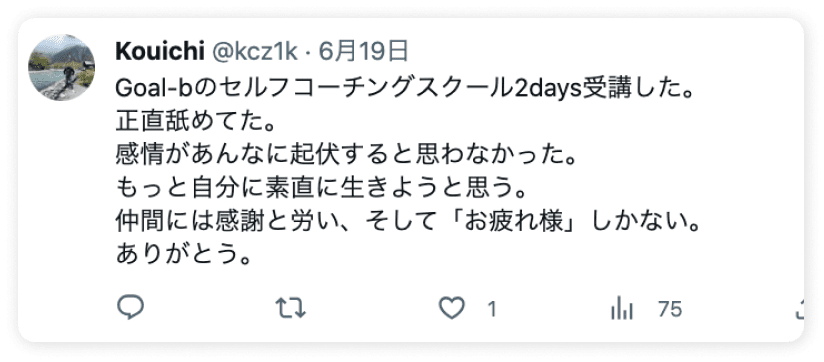 Kouichi @kcz1k · 6月19日
Goal-bのセルフコーチングスクール2days受講した。
正直舐めてた。
感情があんなに起伏すると思わなかった。
もっと自分に素直に生きようと思う。
仲間には感謝と労い、そして「お疲れ様」しかない。
ありがとう。
1 75